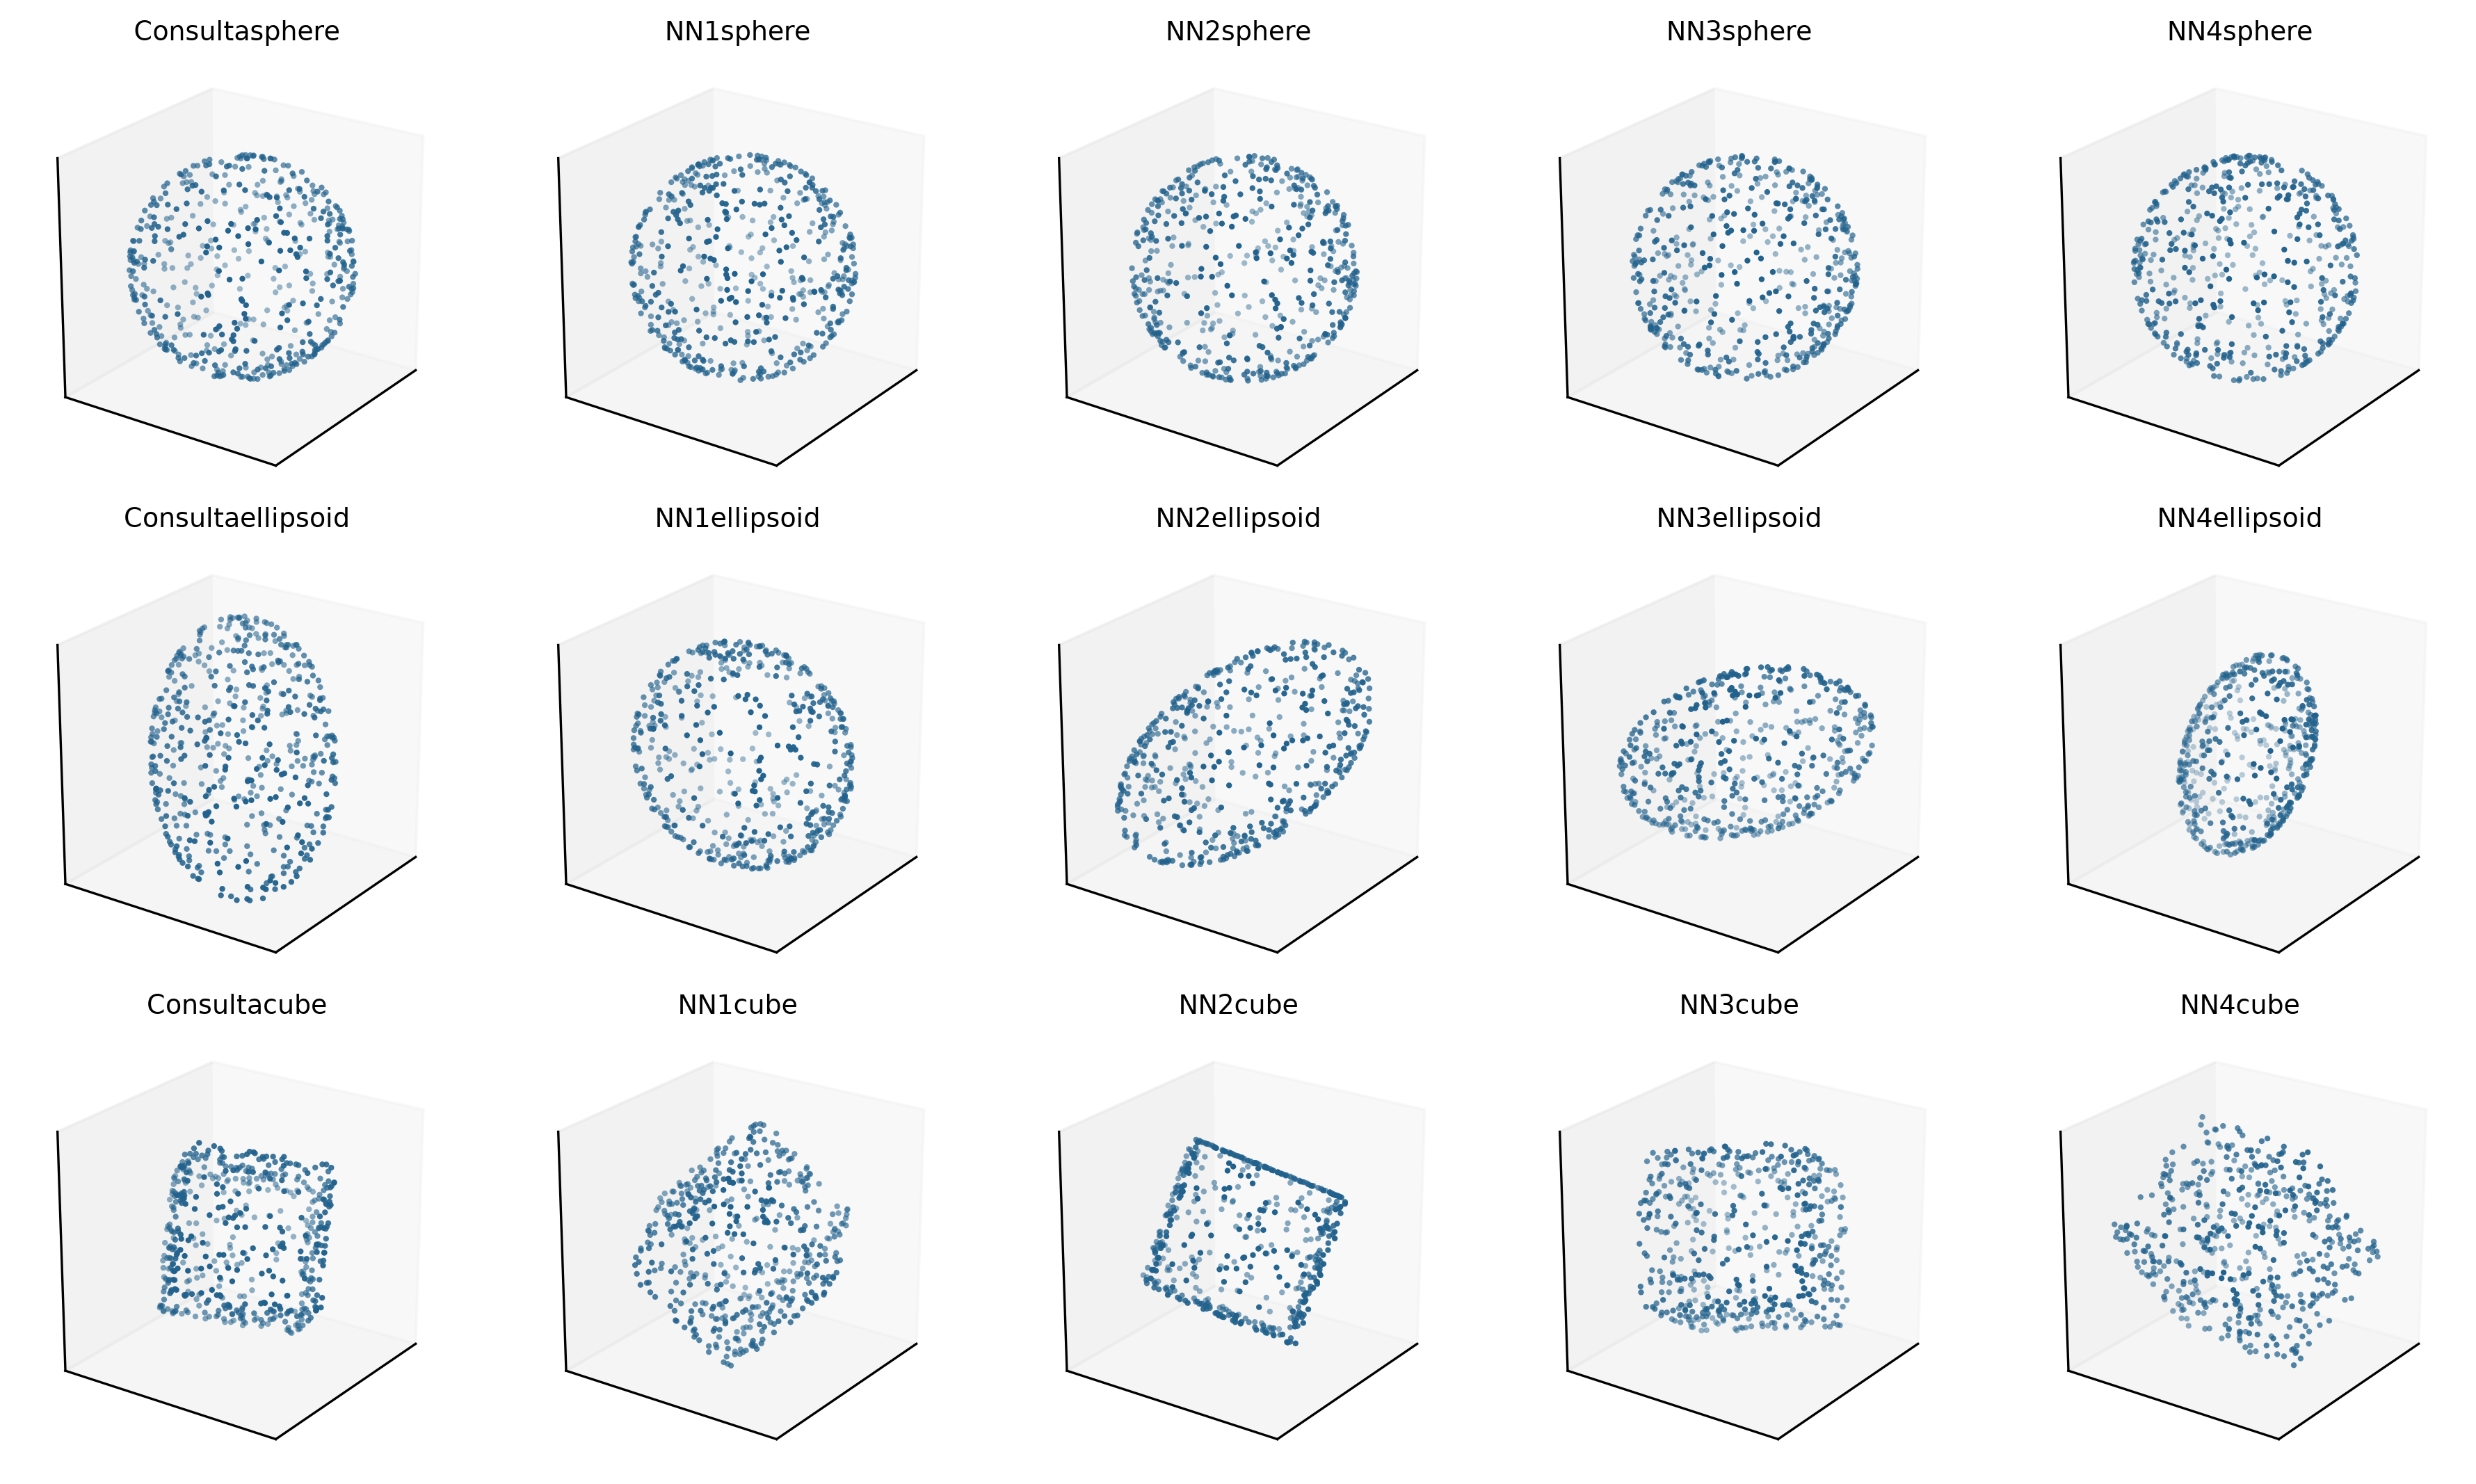 Consultasphere
NN1sphere
NN2sphere
NN3sphere
NN4sphere
Consultaellipsoid
NN1ellipsoid
NN2ellipsoid
NN3ellipsoid
NN4ellipsoid
Consultacube
NN1cube
NN2cube
NN3cube
NN4cube